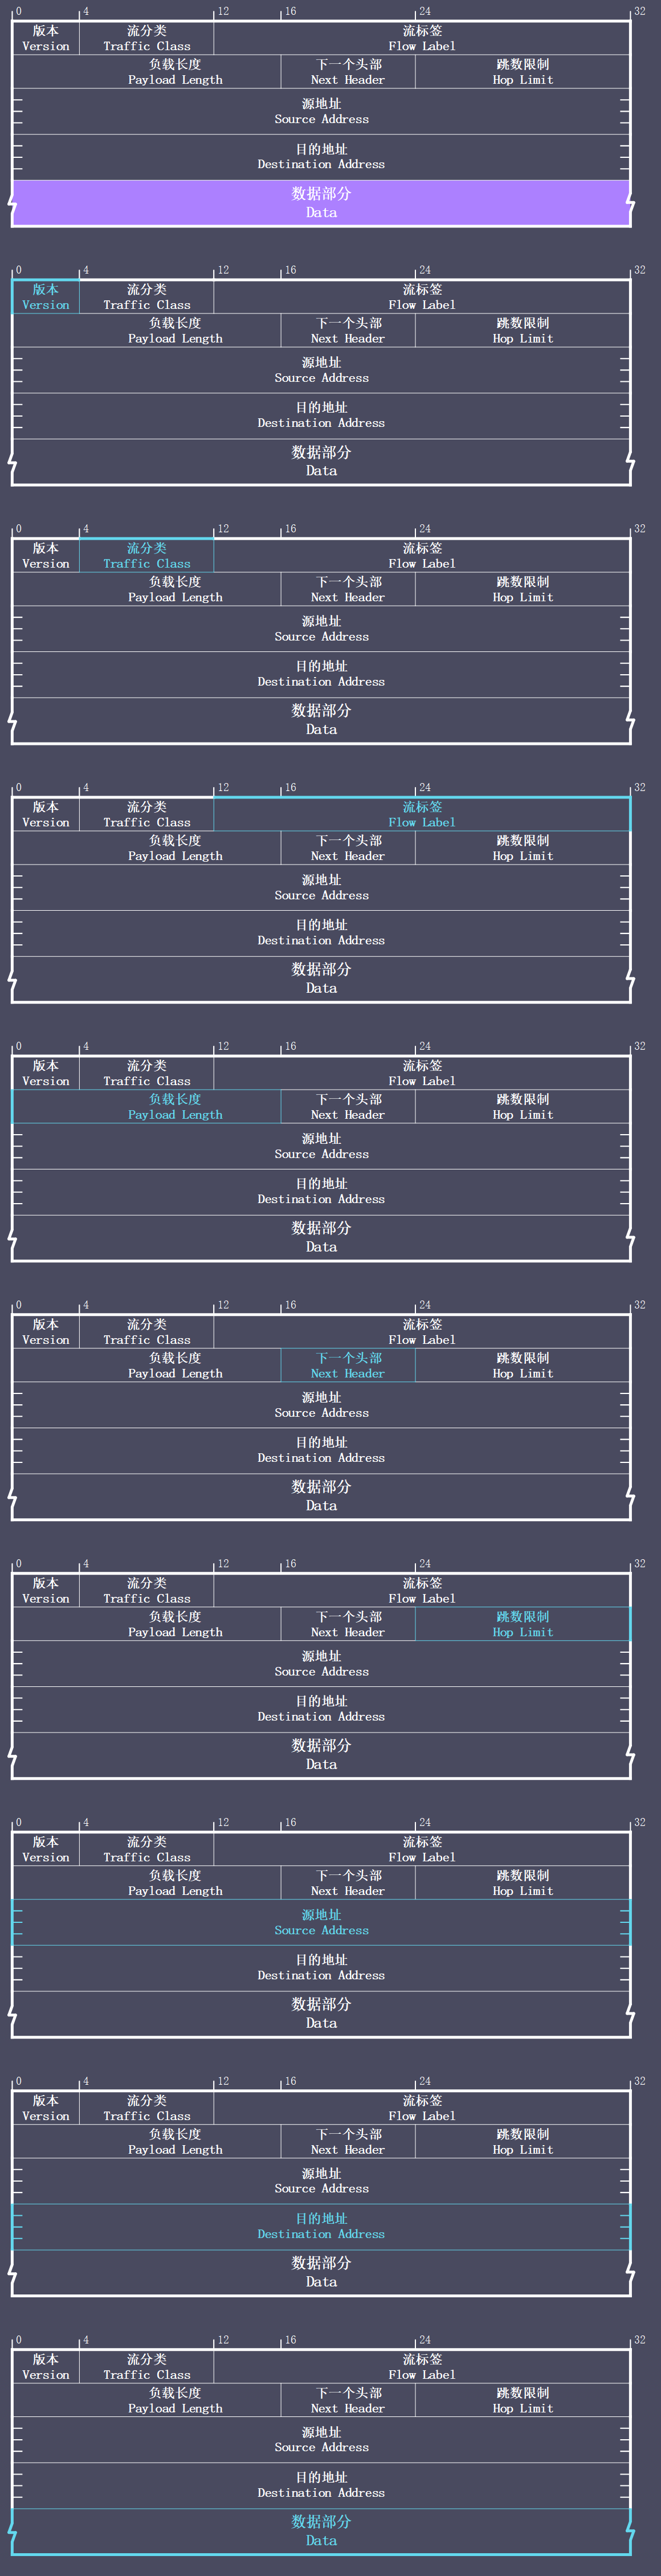 0 4 12 16 24 32
版本 流分类 流标签
Version Traffic Class Flow Label
负载长度 下一个头部 跳数限制
Payload Length Next Header Hop Limit
源地址
Source Address
目的地址
Destination Address
数据部分
Data
0 4 12 16 24 32
版本 流分类 流标签
Version Traffic Class Flow Label
负载长度 下一个头部 跳数限制
Payload Length Next Header Hop Limit
源地址
Source Address
目的地址
Destination Address
数据部分
Data
0 4 12 16 24 32
版本 流分类 流标签
Version Traffic Class Flow Label
负载长度 下一个头部 跳数限制
Payload Length Next Header Hop Limit
源地址
Source Address
目的地址
Destination Address
数据部分
Data
0 4 12 16 24 32
版本 流分类 流标签
Version Traffic Class Flow Label
负载长度 下一个头部 跳数限制
Payload Length Next Header Hop Limit
源地址
Source Address
目的地址
Destination Address
数据部分
Data
0 4 12 16 24 32
版本 流分类 流标签
Version Traffic Class Flow Label
负载长度 下一个头部 跳数限制
Payload Length Next Header Hop Limit
源地址
Source Address
目的地址
Destination Address
数据部分
Data
0 4 12 16 24 32
版本 流分类 流标签
Version Traffic Class Flow Label
负载长度 下一个头部 跳数限制
Payload Length Next Header Hop Limit
源地址
Source Address
目的地址
Destination Address
数据部分
Data
0 4 12 16 24 32
版本 流分类 流标签
Version Traffic Class Flow Label
负载长度 下一个头部 跳数限制
Payload Length Next Header Hop Limit
源地址
Source Address
目的地址
Destination Address
数据部分
Data
0 4 12 16 24 32
版本 流分类 流标签
Version Traffic Class Flow Label
负载长度 下一个头部 跳数限制
Payload Length Next Header Hop Limit
源地址
Source Address
目的地址
Destination Address
数据部分
Data
0 4 12 16 24 32
版本 流分类 流标签
Version Traffic Class Flow Label
负载长度 下一个头部 跳数限制
Payload Length Next Header Hop Limit
源地址
Source Address
目的地址
Destination Address
数据部分
Data
0 4 12 16 24 32
版本 流分类 流标签
Version Traffic Class Flow Label
负载长度 下一个头部 跳数限制
Payload Length Next Header Hop Limit
源地址
Source Address
目的地址
Destination Address
数据部分
Data